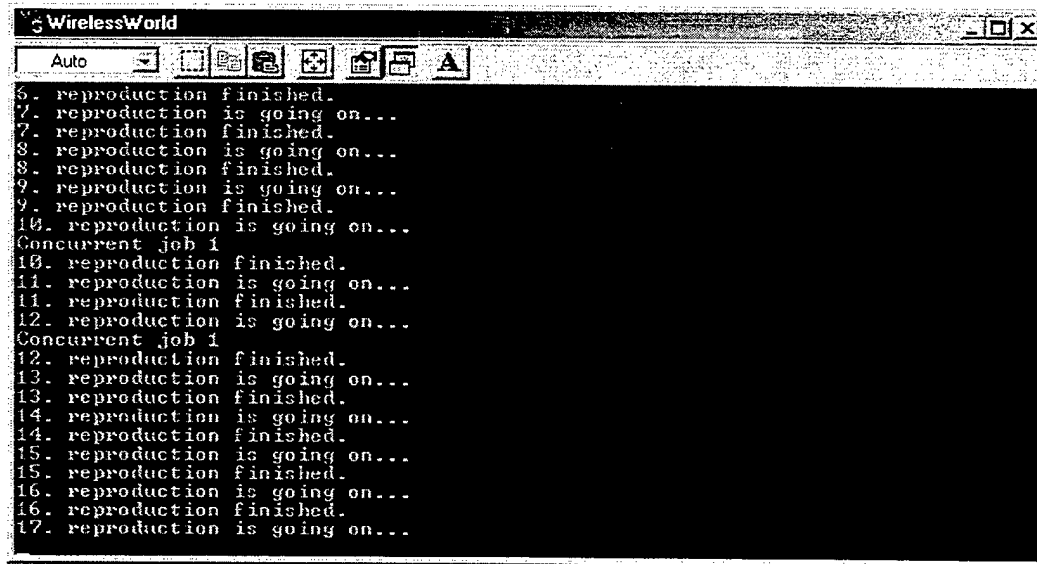 WirelessWorld
Auto
A
6. reproduction finished.
7. reproduction is going on...
7. reproduction finished.
8. reproduction is going on...
8. reproduction finished.
9. reproduction is going on...
9. reproduction finished.
10. reproduction is going on...
Concurrent job 1
10. reproduction finished.
11. reproduction is going on...
11. reproduction finished.
12. reproduction is going on...
Concurrent job 1
12. reproduction finished.
13. reproduction is going on...
13. reproduction finished.
14. reproduction is going on...
14. reproduction finished.
15. reproduction is going on...
15. reproduction finished.
16. reproduction is going on...
16. reproduction finished.
17. reproduction is going on...